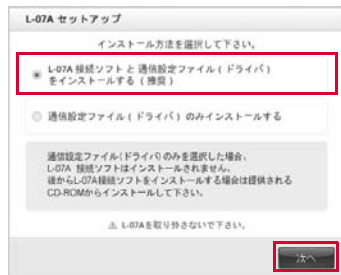 L-07A セットアップ
インストール方法を選択して下さい。
L-07A 接続ソフト と 通信設定ファイル ( ドライバ )
をインストールする ( 推奨 )
通信設定ファイル ( ドライバ ) のみインストールする
通信設定ファイル(ドライバ)のみを選択した場合、
L-07A 接続ソフトはインストールされません。
後からL-07A接続ソフトをインストールする場合は提供される
CD-ROMからインストールして下さい。
⚠ L-07Aを取り外さないで下さい。
次へ